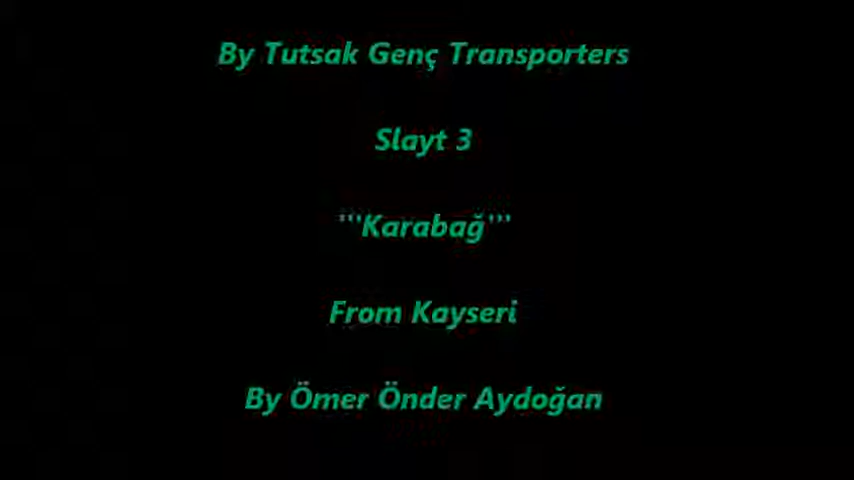 By Tutsak Genç Transporters
Slayt 3
'''Karabağ'''
From Kayseri
By Ömer Önder Aydoğan